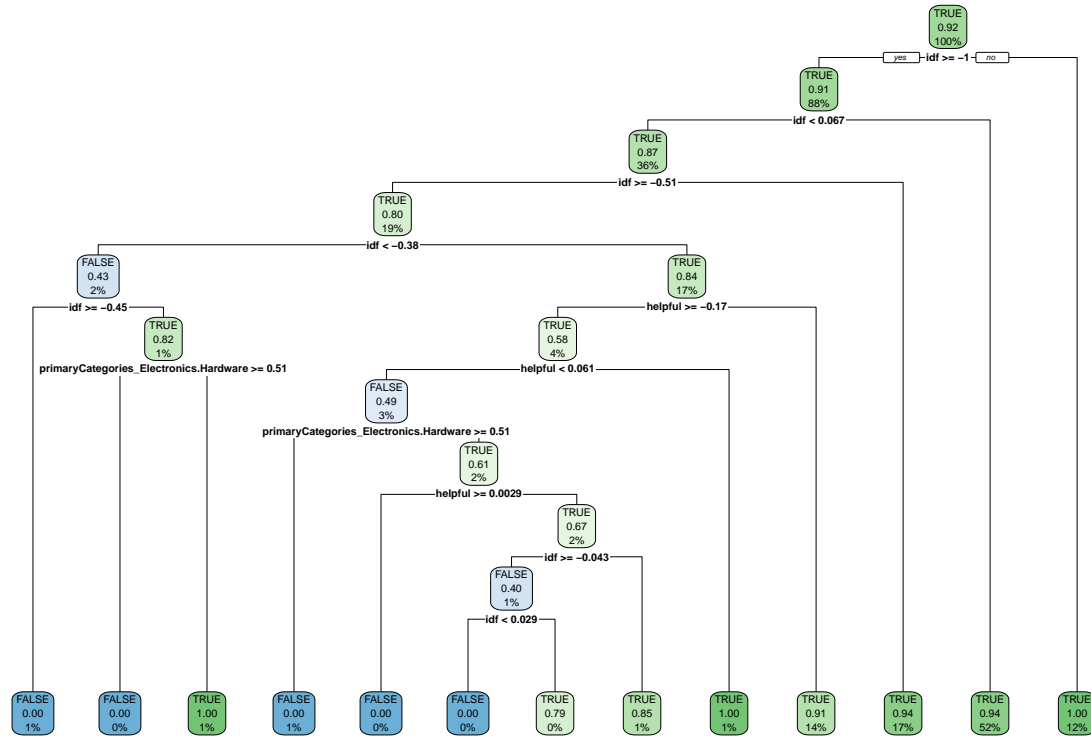 TRUE
0.92
100%
yes idf >= −1 no
TRUE
0.91
88%
idf < 0.067
TRUE
0.87
36%
idf >= −0.51
TRUE
0.80
19%
idf < −0.38
FALSE
0.43
2%
idf >= −0.45
TRUE
0.84
17%
helpful >= −0.17
TRUE
0.82
1%
primaryCategories_Electronics.Hardware >= 0.51
TRUE
0.58
4%
helpful < 0.061
FALSE
0.49
3%
primaryCategories_Electronics.Hardware >= 0.51
TRUE
0.61
2%
helpful >= 0.0029
TRUE
0.67
2%
idf >= −0.043
FALSE
0.40
1%
idf < 0.029
FALSE
0.00
1%
FALSE
0.00
0%
TRUE
1.00
1%
FALSE
0.00
1%
FALSE
0.00
0%
FALSE
0.00
0%
TRUE
0.79
0%
TRUE
0.85
1%
TRUE
1.00
1%
TRUE
0.91
14%
TRUE
0.94
17%
TRUE
0.94
52%
TRUE
1.00
12%